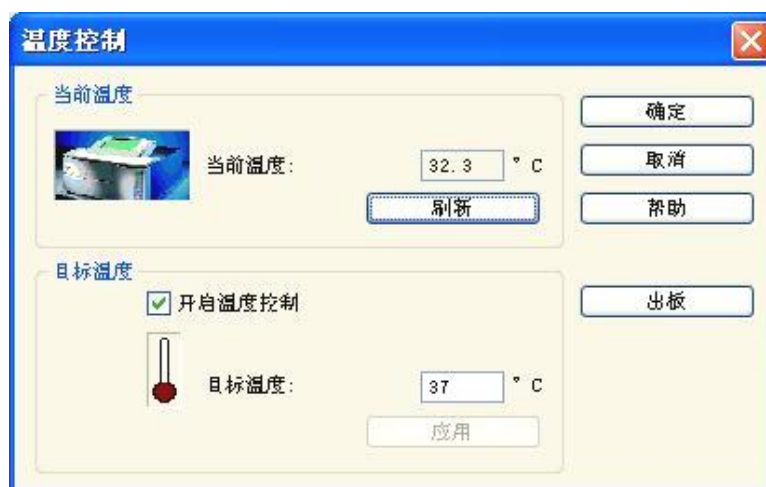 温度控制
当前温度
当前温度: 32.3 °C
刷新
确定
取消
帮助
目标温度
开启温度控制
目标温度: 37 °C
应用
出板